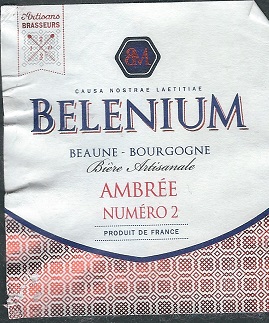 Artisans
BRASSEURS
CAUSA NOSTRAE LAETITIAE
BELENIUM
BEAUNE - BOURGOGNE
Bière Artisanale
AMBRÉE
NUMÉRO 2
PRODUIT DE FRANCE